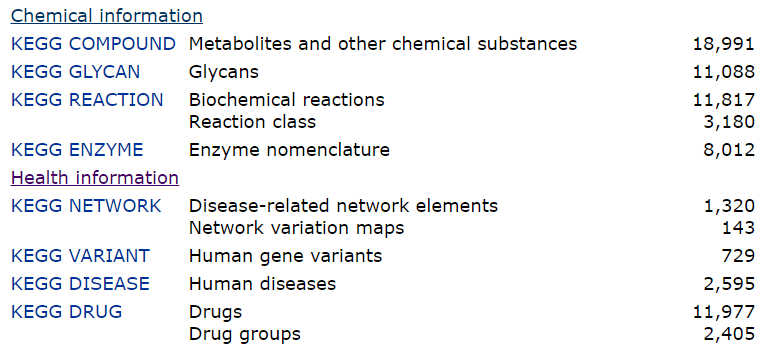 Chemical information
KEGG COMPOUND Metabolites and other chemical substances 18,991
KEGG GLYCAN Glycans 11,088
KEGG REACTION Biochemical reactions 11,817
Reaction class 3,180
KEGG ENZYME Enzyme nomenclature 8,012
Health information
KEGG NETWORK Disease-related network elements 1,320
Network variation maps 143
KEGG VARIANT Human gene variants 729
KEGG DISEASE Human diseases 2,595
KEGG DRUG Drugs 11,977
Drug groups 2,405